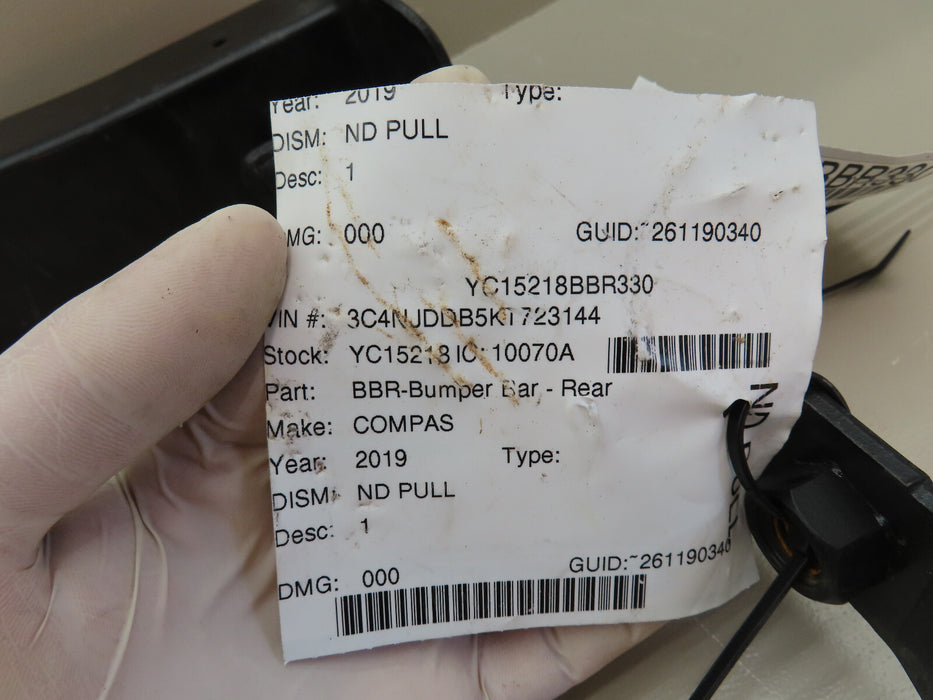 Year: 2019 Type:
DISM: ND PULL
Desc: 1
DMG: 000 GUID:~261190340
YC15218BBR330
VIN #: 3C4NJDDB5KT723144
Stock: YC15218 IC: 10070A
Part: BBR-Bumper Bar - Rear
Make: COMPAS
Year: 2019 Type:
DISM: ND PULL
Desc: 1
DMG: 000 GUID:~261190340
ND PULL